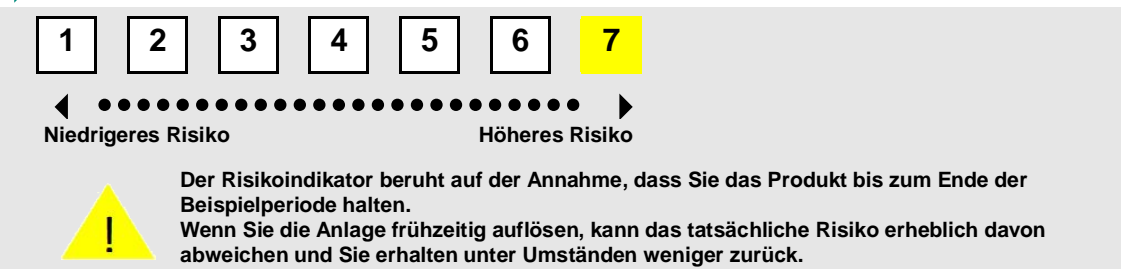 1 2 3 4 5 6 7
Niedrigeres Risiko Höheres Risiko
!
Der Risikoindikator beruht auf der Annahme, dass Sie das Produkt bis zum Ende der
Beispielperiode halten.
Wenn Sie die Anlage frühzeitig auflösen, kann das tatsächliche Risiko erheblich davon
abweichen und Sie erhalten unter Umständen weniger zurück.